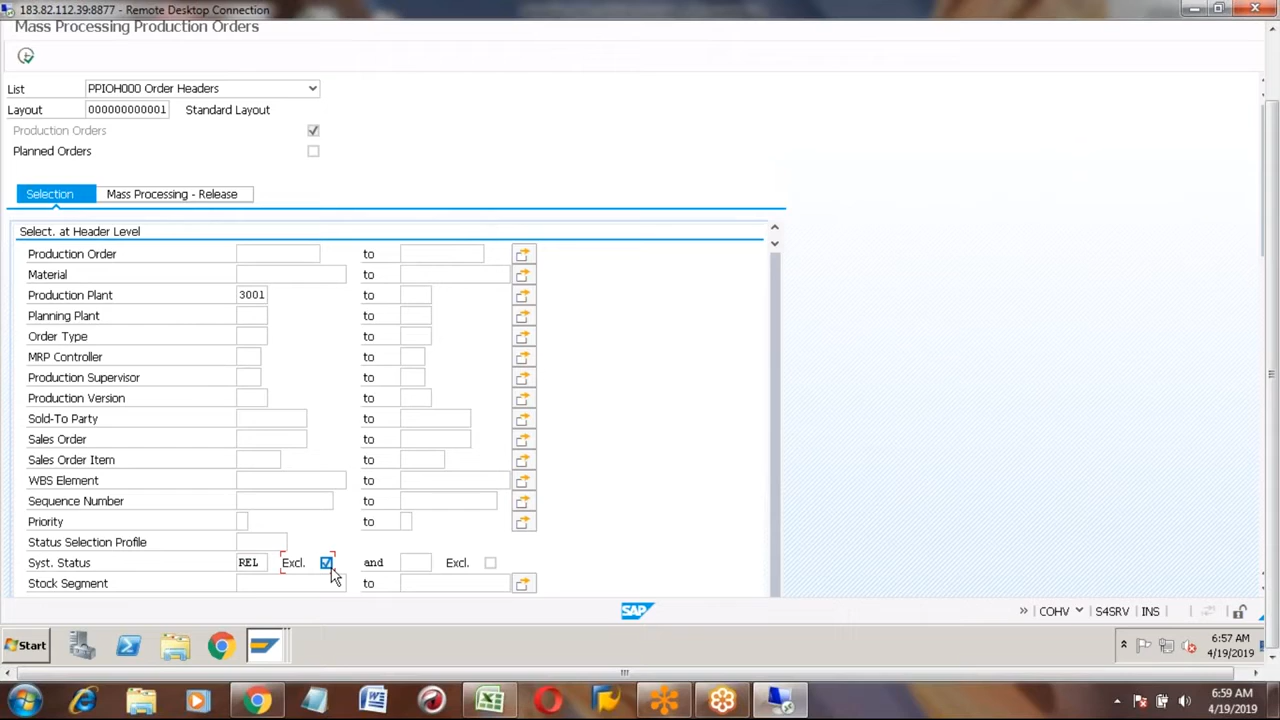 183.82.112.39:8877 - Remote Desktop Connection
Mass Processing Production Orders
List PPIOH000 Order Headers
Layout 000000000001 Standard Layout
Production Orders
Planned Orders
Selection Mass Processing - Release
Select. at Header Level
Production Order to
Material to
Production Plant 3001 to
Planning Plant to
Order Type to
MRP Controller to
Production Supervisor to
Production Version to
Sold-To Party to
Sales Order to
Sales Order Item to
WBS Element to
Sequence Number to
Priority to
Status Selection Profile
Syst. Status REL Excl. and Excl.
Stock Segment to
SAP » COHV S4SRV INS
Start 6:57 AM
4/19/2019
6:59 AM
4/19/2019